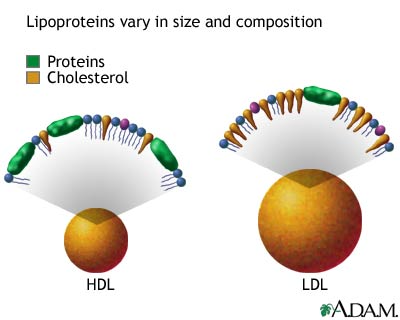 Lipoproteins vary in size and composition
Proteins
Cholesterol
HDL
LDL
A.D.A.M.